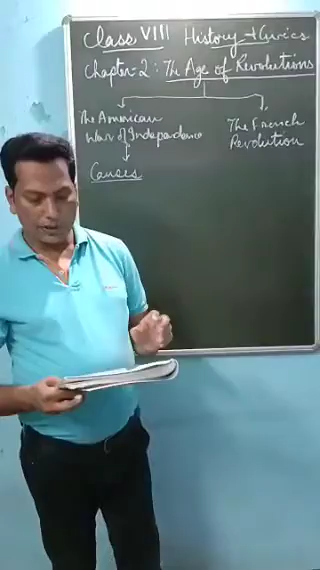 Class VIII History + Civics
Chapter-2: The Age of Revolutions
The American
War of Independence
The French
Revolution
Causes